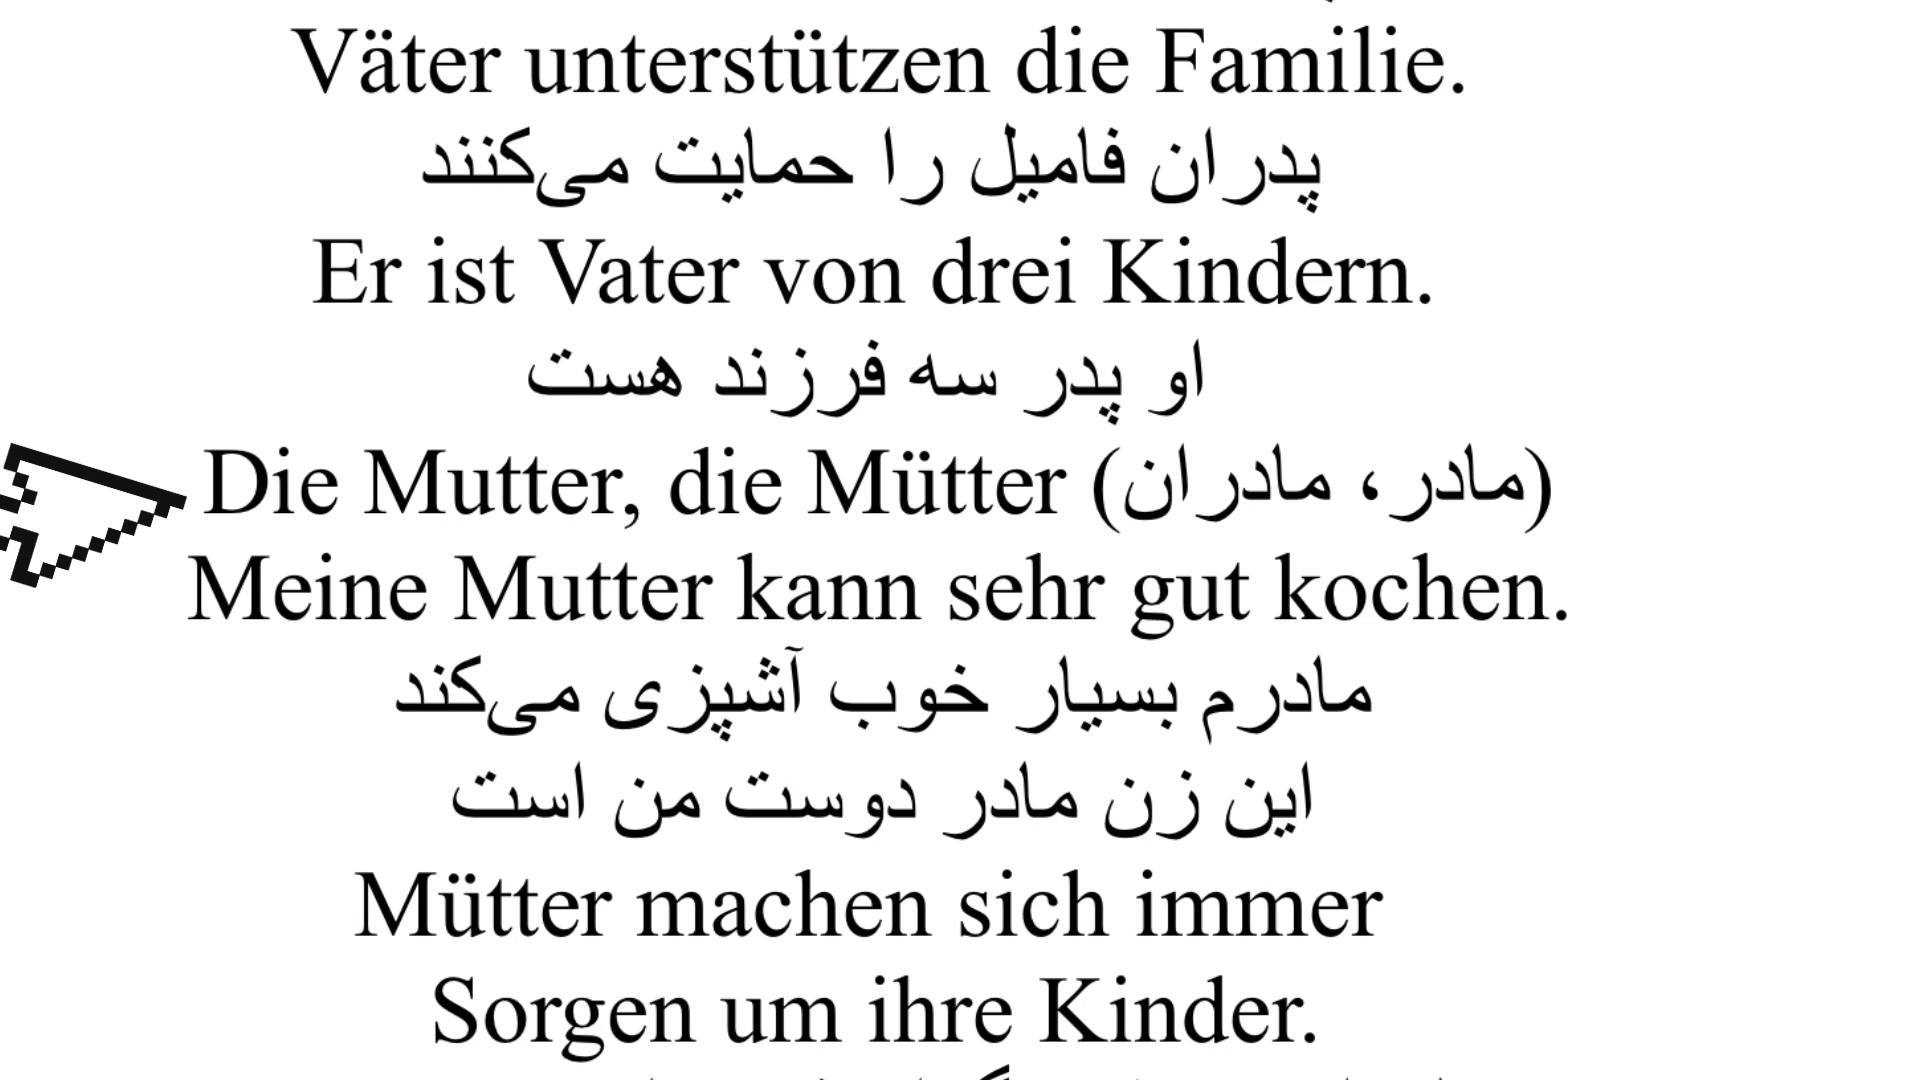 Väter unterstützen die Familie.
پدران فامیل را حمایت می‌کنند
Er ist Vater von drei Kindern.
او پدر سه فرزند هست
Die Mutter, die Mütter (مادر، مادران)
Meine Mutter kann sehr gut kochen.
مادرم بسیار خوب آشپزی می‌کند
این زن مادر دوست من است
Mütter machen sich immer
Sorgen um ihre Kinder.